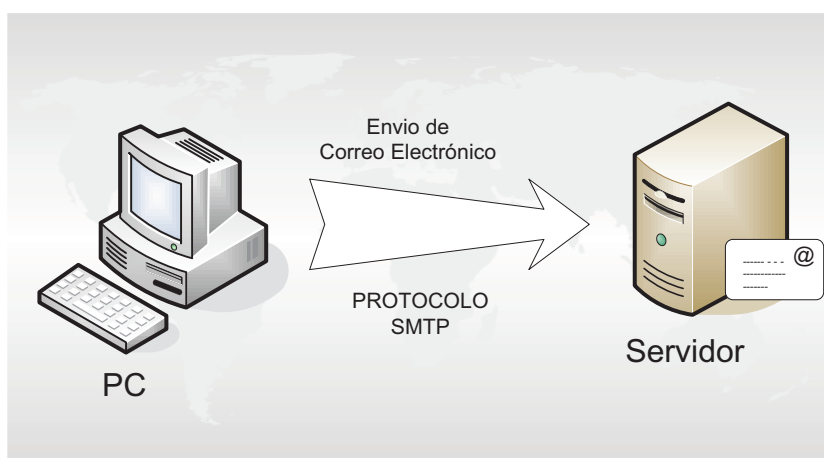 Envio de
Correo Electrónico
@
PROTOCOLO
SMTP
Servidor
PC